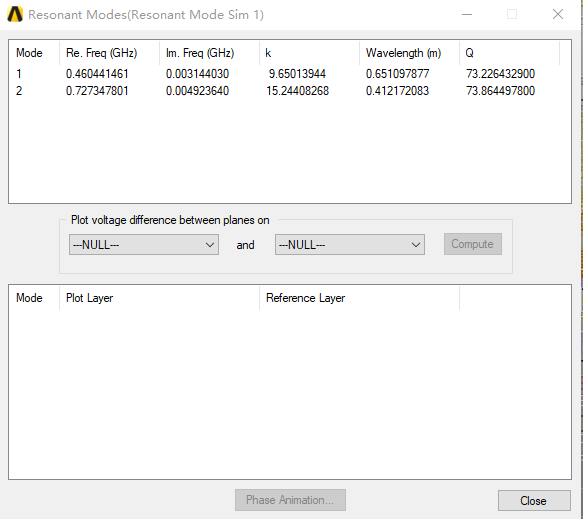 Resonant Modes(Resonant Mode Sim 1)
Mode Re. Freq (GHz) Im. Freq (GHz) k Wavelength (m) Q
1 0.460441461 0.003144030 9.65013944 0.651097877 73.226432900
2 0.727347801 0.004923640 15.24408268 0.412172083 73.864497800
Plot voltage difference between planes on
---NULL--- and ---NULL--- Compute
Mode Plot Layer Reference Layer
Phase Animation...
Close